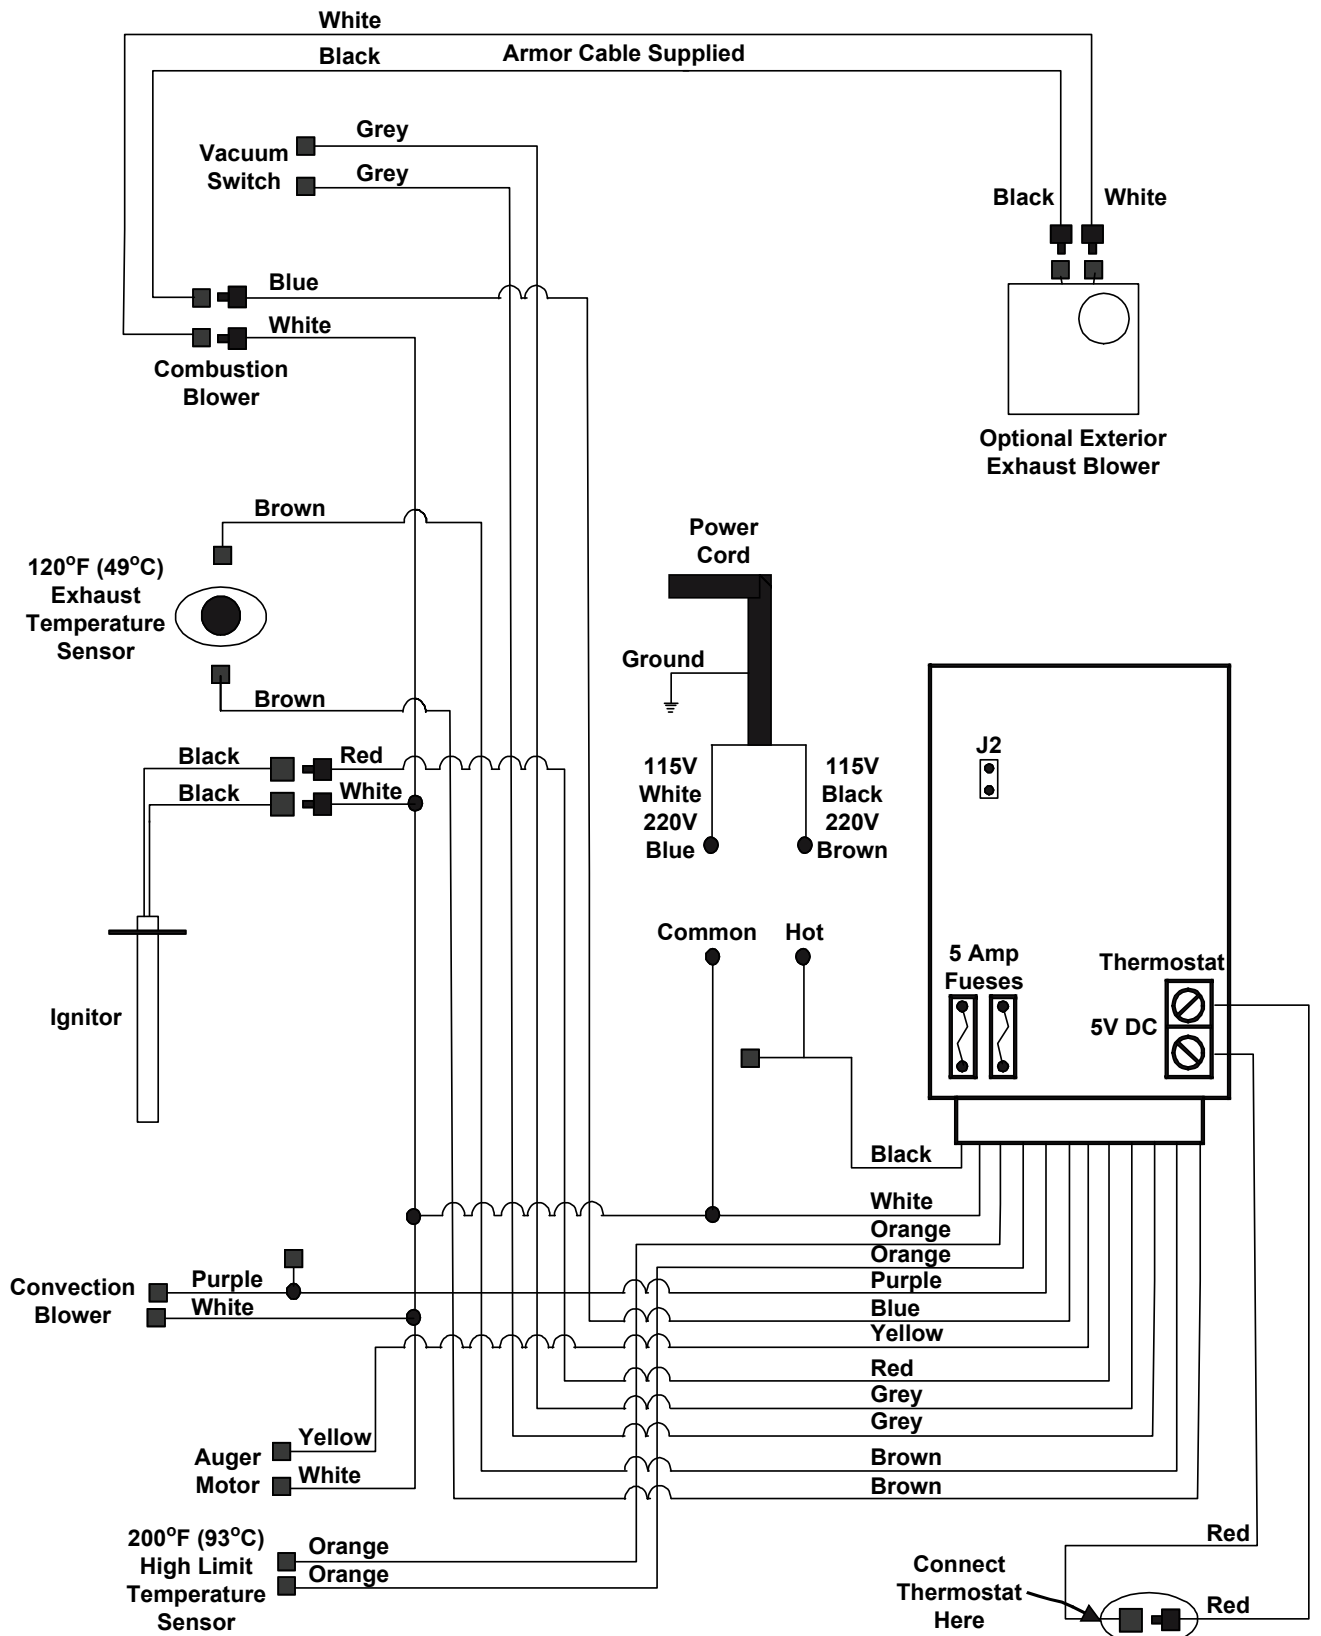 White
Black
Armor Cable Supplied
Grey
Vacuum
Switch
Grey
Black
White
Blue
White
Combustion
Blower
Optional Exterior
Exhaust Blower
Brown
120°F (49°C)
Exhaust
Temperature
Sensor
Brown
Power
Cord
Ground
Black
Red
Black
White
115V
White
220V
Blue
115V
Black
220V
Brown
J2
Common
Hot
5 Amp
Fueses
Thermostat
5V DC
Ignitor
Black
White
Orange
Orange
Purple
Blue
Yellow
Red
Grey
Grey
Brown
Brown
Convection
Blower
Purple
White
Auger
Motor
Yellow
White
200°F (93°C)
High Limit
Temperature
Sensor
Orange
Orange
Connect
Thermostat
Here
Red
Red